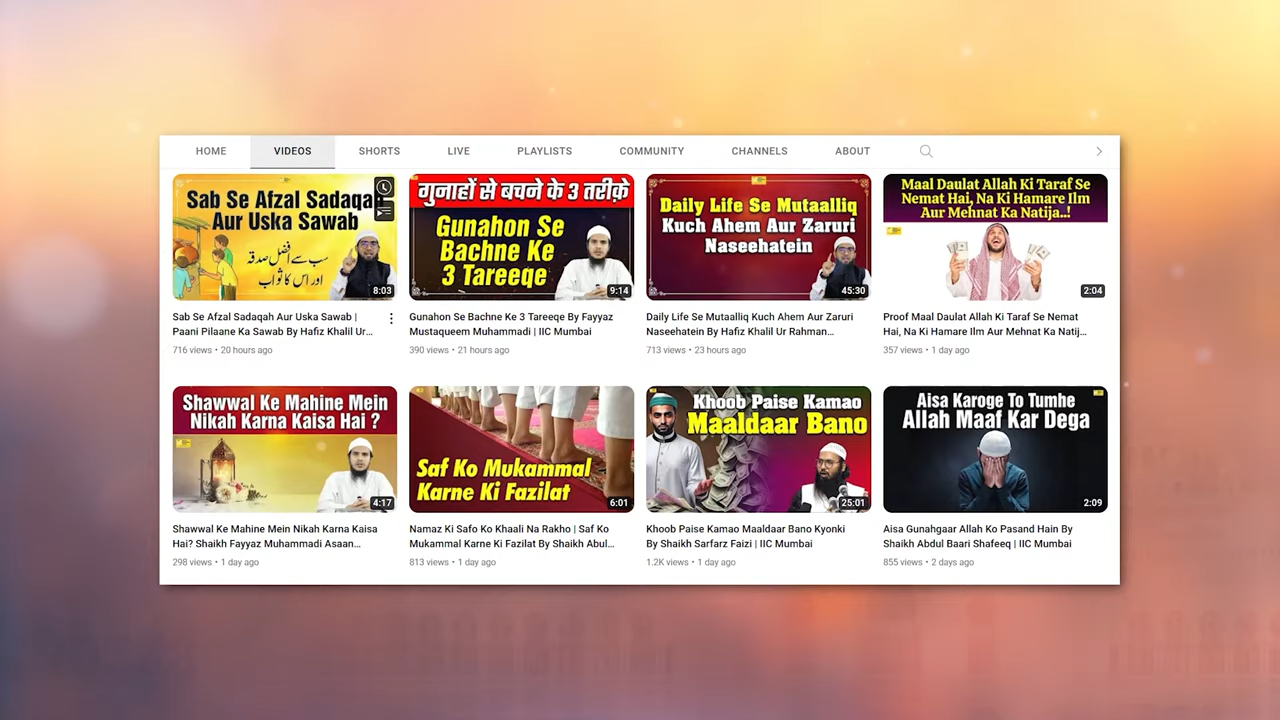 HOME VIDEOS SHORTS LIVE PLAYLISTS COMMUNITY CHANNELS ABOUT
Sab Se Afzal Sadaqah
Aur Uska Sawab
سب سے افضل صدقہ
اور اس کا ثواب
8:03
Sab Se Afzal Sadaqah Aur Uska Sawab |
Paani Pilaane Ka Sawab By Hafiz Khalil Ur...
716 views • 20 hours ago
गुनाहों से बचने के 3 तरीक़े
Gunahon Se
Bachne Ke
3 Tareeqe
9:14
Gunahon Se Bachne Ke 3 Tareeqe By Fayyaz
Mustaqueem Muhammadi | IIC Mumbai
390 views • 21 hours ago
Daily Life Se Mutaalliq
Kuch Ahem Aur Zaruri
Naseehatein
45:30
Daily Life Se Mutaalliq Kuch Ahem Aur Zaruri
Naseehatein By Hafiz Khalil Ur Rahman...
713 views • 23 hours ago
Maal Daulat Allah Ki Taraf Se
Nemat Hai, Na Ki Hamare Ilm
Aur Mehnat Ka Natija..!
2:04
Proof Maal Daulat Allah Ki Taraf Se Nemat
Hai, Na Ki Hamare Ilm Aur Mehnat Ka Natij...
357 views • 1 day ago
Shawwal Ke Mahine Mein
Nikah Karna Kaisa Hai ?
4:17
Shawwal Ke Mahine Mein Nikah Karna Kaisa
Hai? Shaikh Fayyaz Muhammadi Asaan...
298 views • 1 day ago
Saf Ko Mukammal
Karne Ki Fazilat
6:01
Namaz Ki Safo Ko Khaali Na Rakho | Saf Ko
Mukammal Karne Ki Fazilat By Shaikh Abul...
813 views • 1 day ago
Khoob Paise Kamao
Maaldaar Bano
25:01
Khoob Paise Kamao Maaldaar Bano Kyonki
By Shaikh Sarfarz Faizi | IIC Mumbai
1.2K views • 1 day ago
Aisa Karoge To Tumhe
Allah Maaf Kar Dega
2:09
Aisa Gunahgaar Allah Ko Pasand Hain By
Shaikh Abdul Baari Shafeeq | IIC Mumbai
855 views • 2 days ago